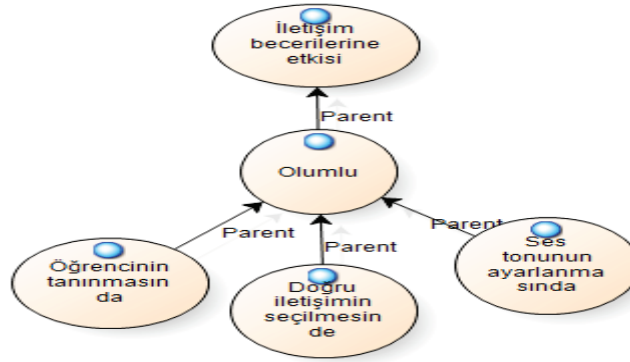 İletişim
becerilerine
etkisi
Parent
Olumlu
Parent
Parent
Parent
Öğrencinin
tanınmasın
da
Doğru
iletişimin
seçilmesin
de
Ses
tonunun
ayarlanma
sında